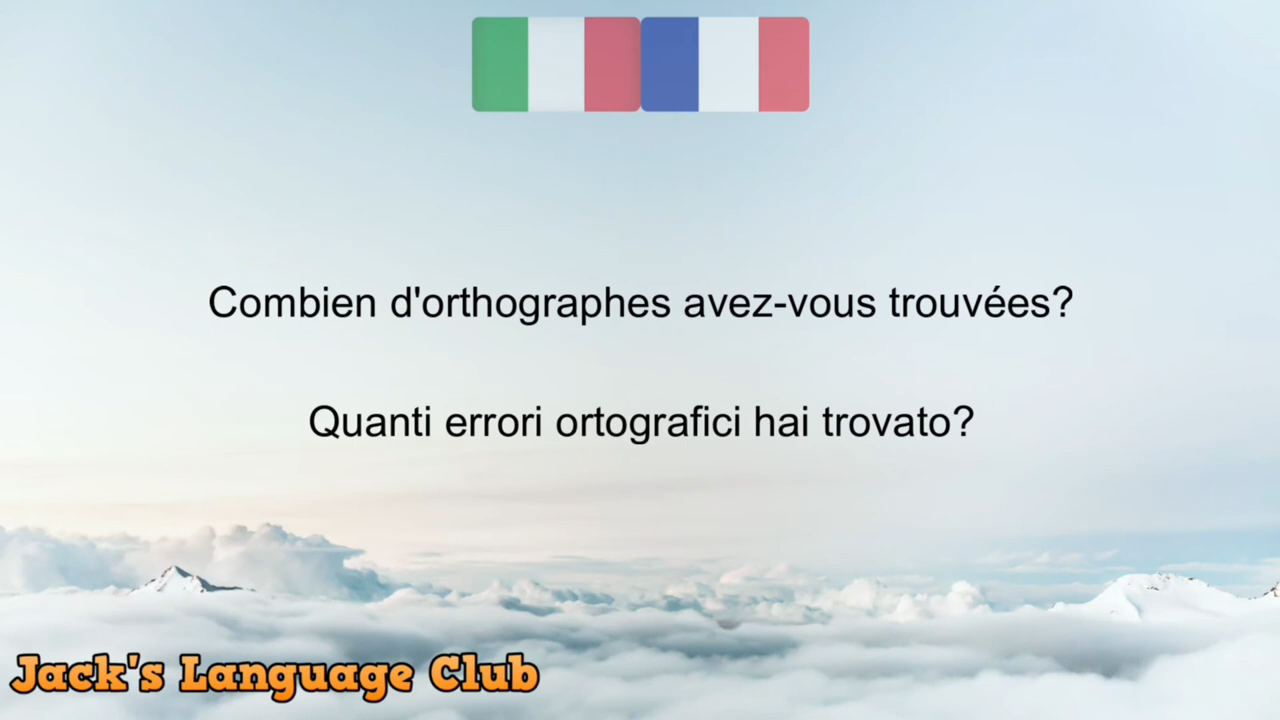 Combien d'orthographes avez-vous trouvées?
Quanti errori ortografici hai trovato?
Jack's Language Club